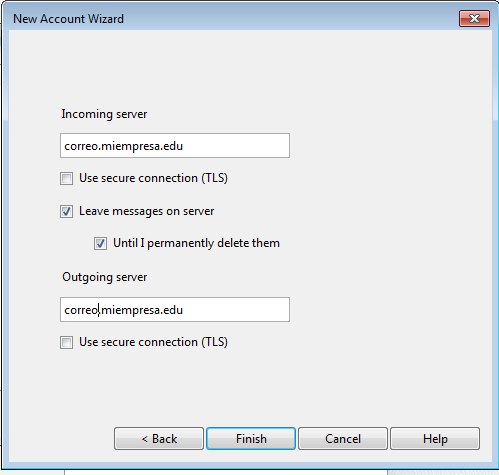 New Account Wizard
Incoming server
correo.miempresa.edu
Use secure connection (TLS)
Leave messages on server
Until I permanently delete them
Outgoing server
correo.miempresa.edu
Use secure connection (TLS)
< Back Finish Cancel Help